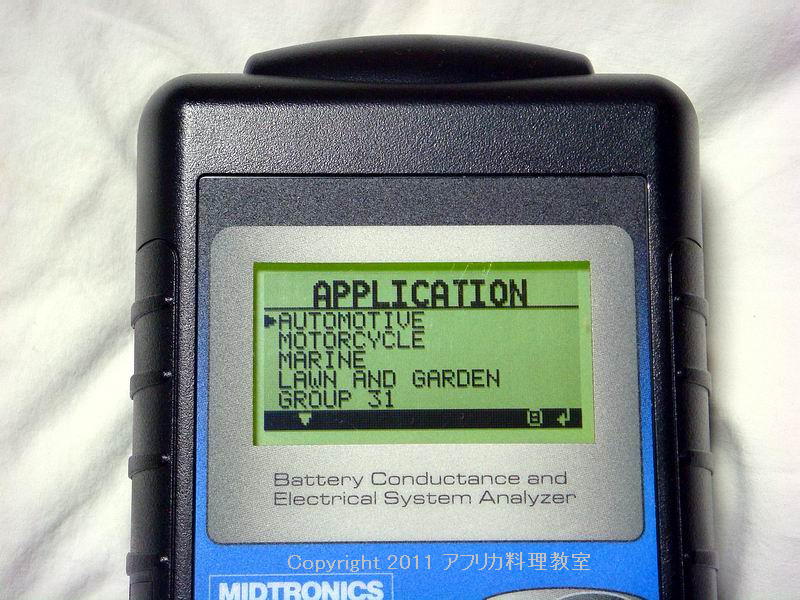 APPLICATION
AUTOMOTIVE
MOTORCYCLE
MARINE
LAWN AND GARDEN
GROUP 31
Battery Conductance and
Electrical System Analyzer
Copyright 2011 アフリカ料理教室
MIDTRONICS